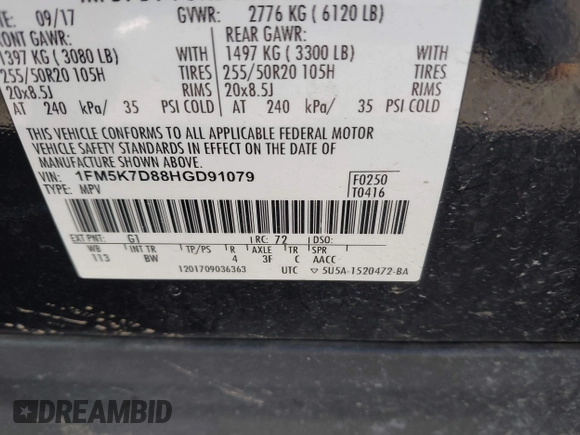 DATE: 09/17 GVWR: 2776 KG ( 6120 LB)
FRONT GAWR: REAR GAWR:
1397 KG ( 3080 LB) WITH 1497 KG ( 3300 LB) WITH
255/50R20 105H TIRES 255/50R20 105H TIRES
20x8.5J RIMS 20x8.5J RIMS
AT 240 kPa/ 35 PSI COLD AT 240 kPa/ 35 PSI COLD
THIS VEHICLE CONFORMS TO ALL APPLICABLE FEDERAL MOTOR
VEHICLE SAFETY STANDARDS IN EFFECT ON THE DATE OF
MANUFACTURE SHOWN ABOVE.
VIN: 1FM5K7D88HGD91079 F0250
TYPE: MPV T0416
EXT PNT: G1 RC: 72 DSO:
WB INT TR TP/PS R AXLE TR SPR
113 BW 4 3F C AACC
1201709036363 UTC ▽ 5U5A-1520472-BA
DREAMBID